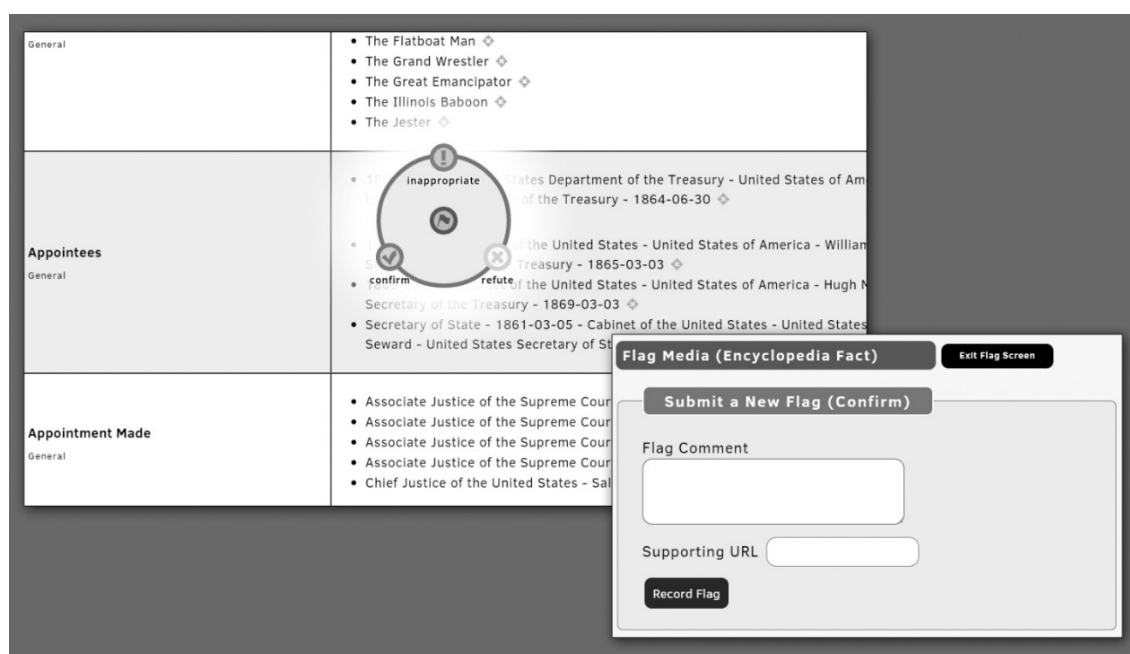 General
The Flatboat Man
The Grand Wrestler
The Great Emancipator
The Illinois Baboon
The Jester
Appointees
General
States Department of the Treasury - United States of Am
of the Treasury - 1864-06-30
the United States - United States of America - William
Treasury - 1865-03-03
of the United States - United States of America - Hugh M
Secretary of the Treasury - 1869-03-03
Secretary of State - 1861-03-05 - Cabinet of the United States - United States
Seward - United States Secretary of St
inappropriate
confirm
refute
Appointment Made
General
Associate Justice of the Supreme Cour
Associate Justice of the Supreme Cour
Associate Justice of the Supreme Cour
Associate Justice of the Supreme Cour
Chief Justice of the United States - Sal
Flag Media (Encyclopedia Fact)
Exit Flag Screen
Submit a New Flag (Confirm)
Flag Comment
Supporting URL
Record Flag